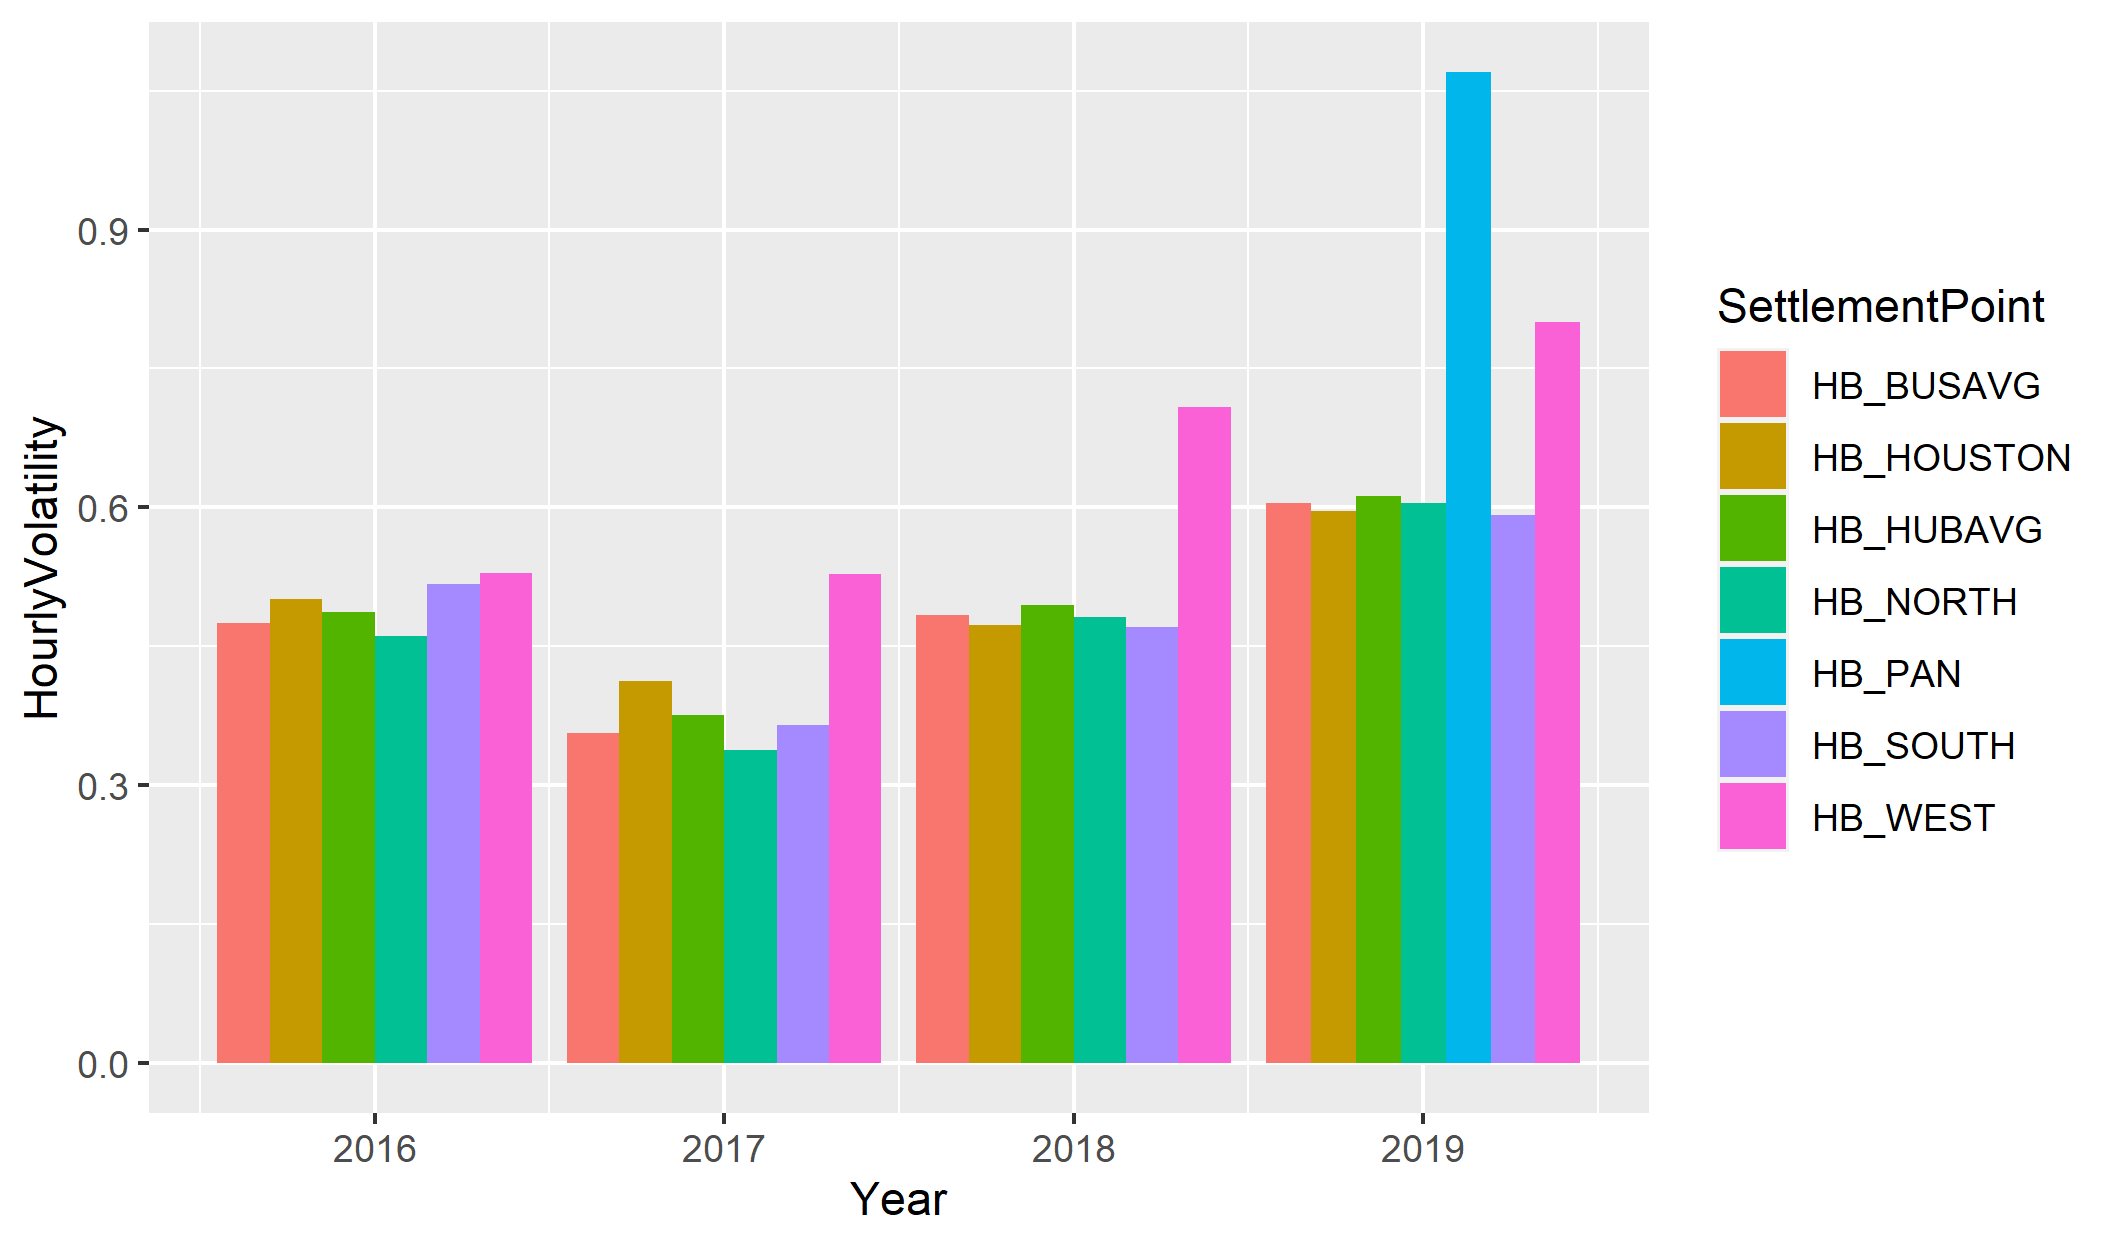 HourlyVolatility
0.9
0.6
0.3
0.0
2016 2017 2018 2019
Year
SettlementPoint
HB_BUSAVG
HB_HOUSTON
HB_HUBAVG
HB_NORTH
HB_PAN
HB_SOUTH
HB_WEST